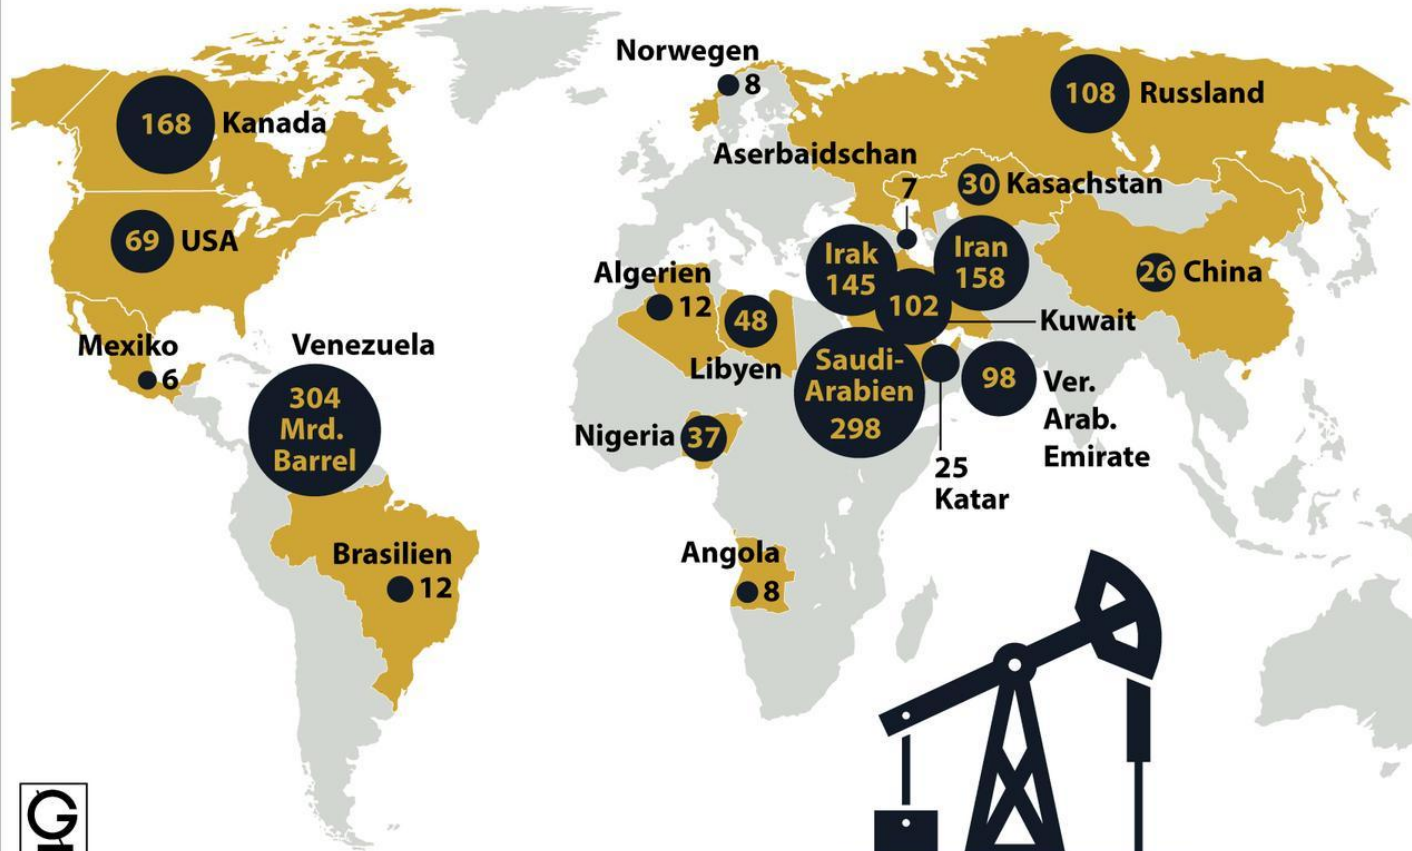 Norwegen
8
168 Kanada
108 Russland
Aserbaidschan
7
30 Kasachstan
69 USA
Irak
145
Iran
158
26 China
Algerien
12
48
Libyen
102
Kuwait
Mexiko
6
Venezuela
304
Mrd.
Barrel
Saudi-
Arabien
298
98 Ver.
Arab.
Emirate
Nigeria 37
25
Katar
Brasilien
12
Angola
8
G